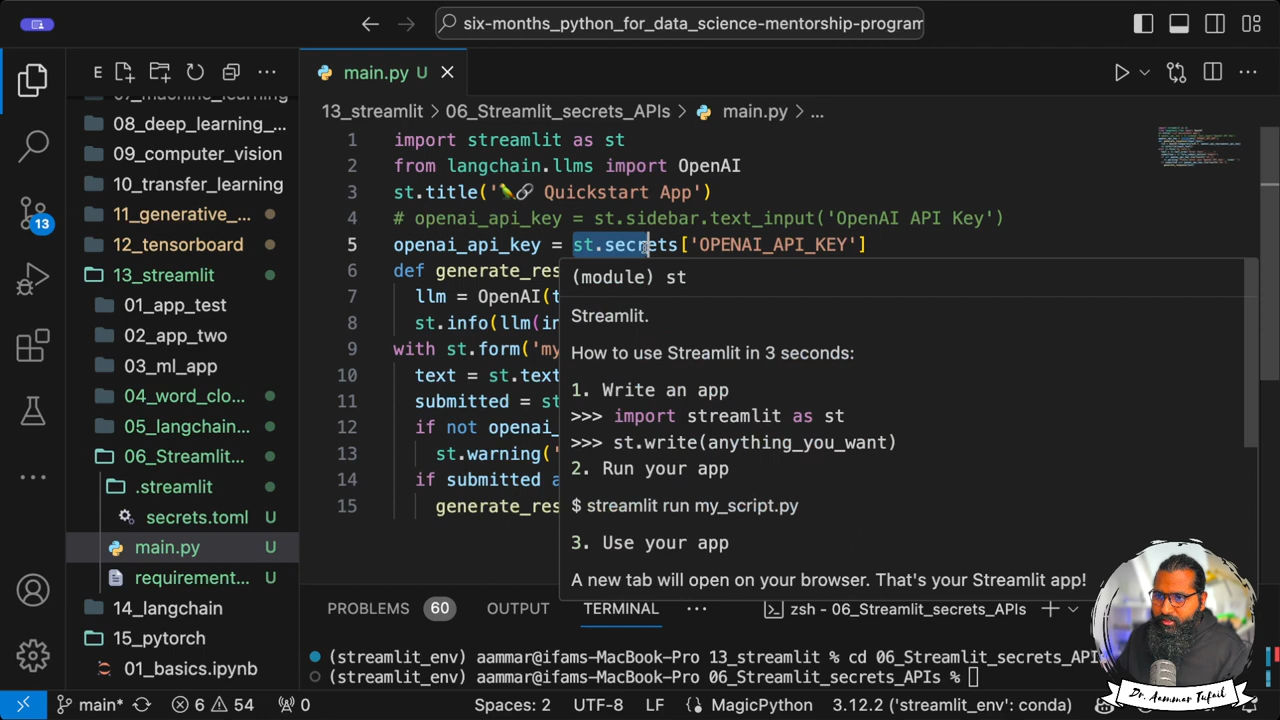 six-months_python_for_data_science-mentorship-program
E
main.py U
13_streamlit > 06_Streamlit_secrets_APIs > main.py > ...
08_deep_learning_...
09_computer_vision
10_transfer_learning
11_generative_...
12_tensorboard
13_streamlit
01_app_test
02_app_two
03_ml_app
04_word_clo...
05_langchain...
06_Streamlit...
.streamlit
secrets.toml U
main.py U
requirement... U
14_langchain
15_pytorch
01_basics.ipynb
13
1 import streamlit as st
2 from langchain.llms import OpenAI
3 st.title('🦜🔗 Quickstart App')
4 # openai_api_key = st.sidebar.text_input('OpenAI API Key')
5 openai_api_key = st.secrets['OPENAI_API_KEY']
6 def generate_res
7 llm = OpenAI(t
8 st.info(llm(in
9 with st.form('my
10 text = st.text
11 submitted = st
12 if not openai_
13 st.warning('
14 if submitted a
15 generate_res
(module) st
Streamlit.
How to use Streamlit in 3 seconds:
1. Write an app
>>> import streamlit as st
>>> st.write(anything_you_want)
2. Run your app
$ streamlit run my_script.py
3. Use your app
A new tab will open on your browser. That's your Streamlit app!
PROBLEMS 60 OUTPUT TERMINAL ... zsh - 06_Streamlit_secrets_APIs
(streamlit_env) aammar@ifams-MacBook-Pro 13_streamlit % cd 06_Streamlit_secrets_API
(streamlit_env) aammar@ifams-MacBook-Pro 06_Streamlit_secrets_APIs %
Dr. Aammar Tufail
main* 6 54 0 Spaces: 2 UTF-8 LF MagicPython 3.12.2 ('streamlit_env': conda)